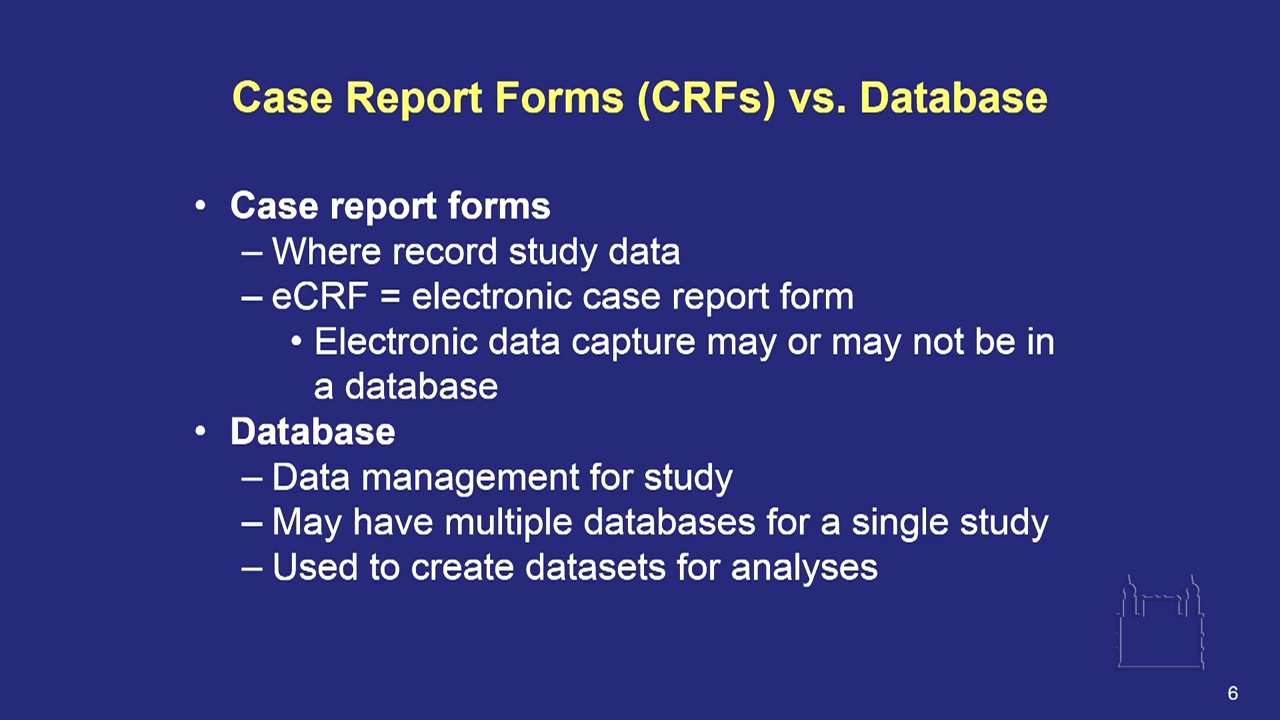 Case Report Forms (CRFs) vs. Database
• Case report forms
– Where record study data
– eCRF = electronic case report form
• Electronic data capture may or may not be in
a database
• Database
– Data management for study
– May have multiple databases for a single study
– Used to create datasets for analyses
6